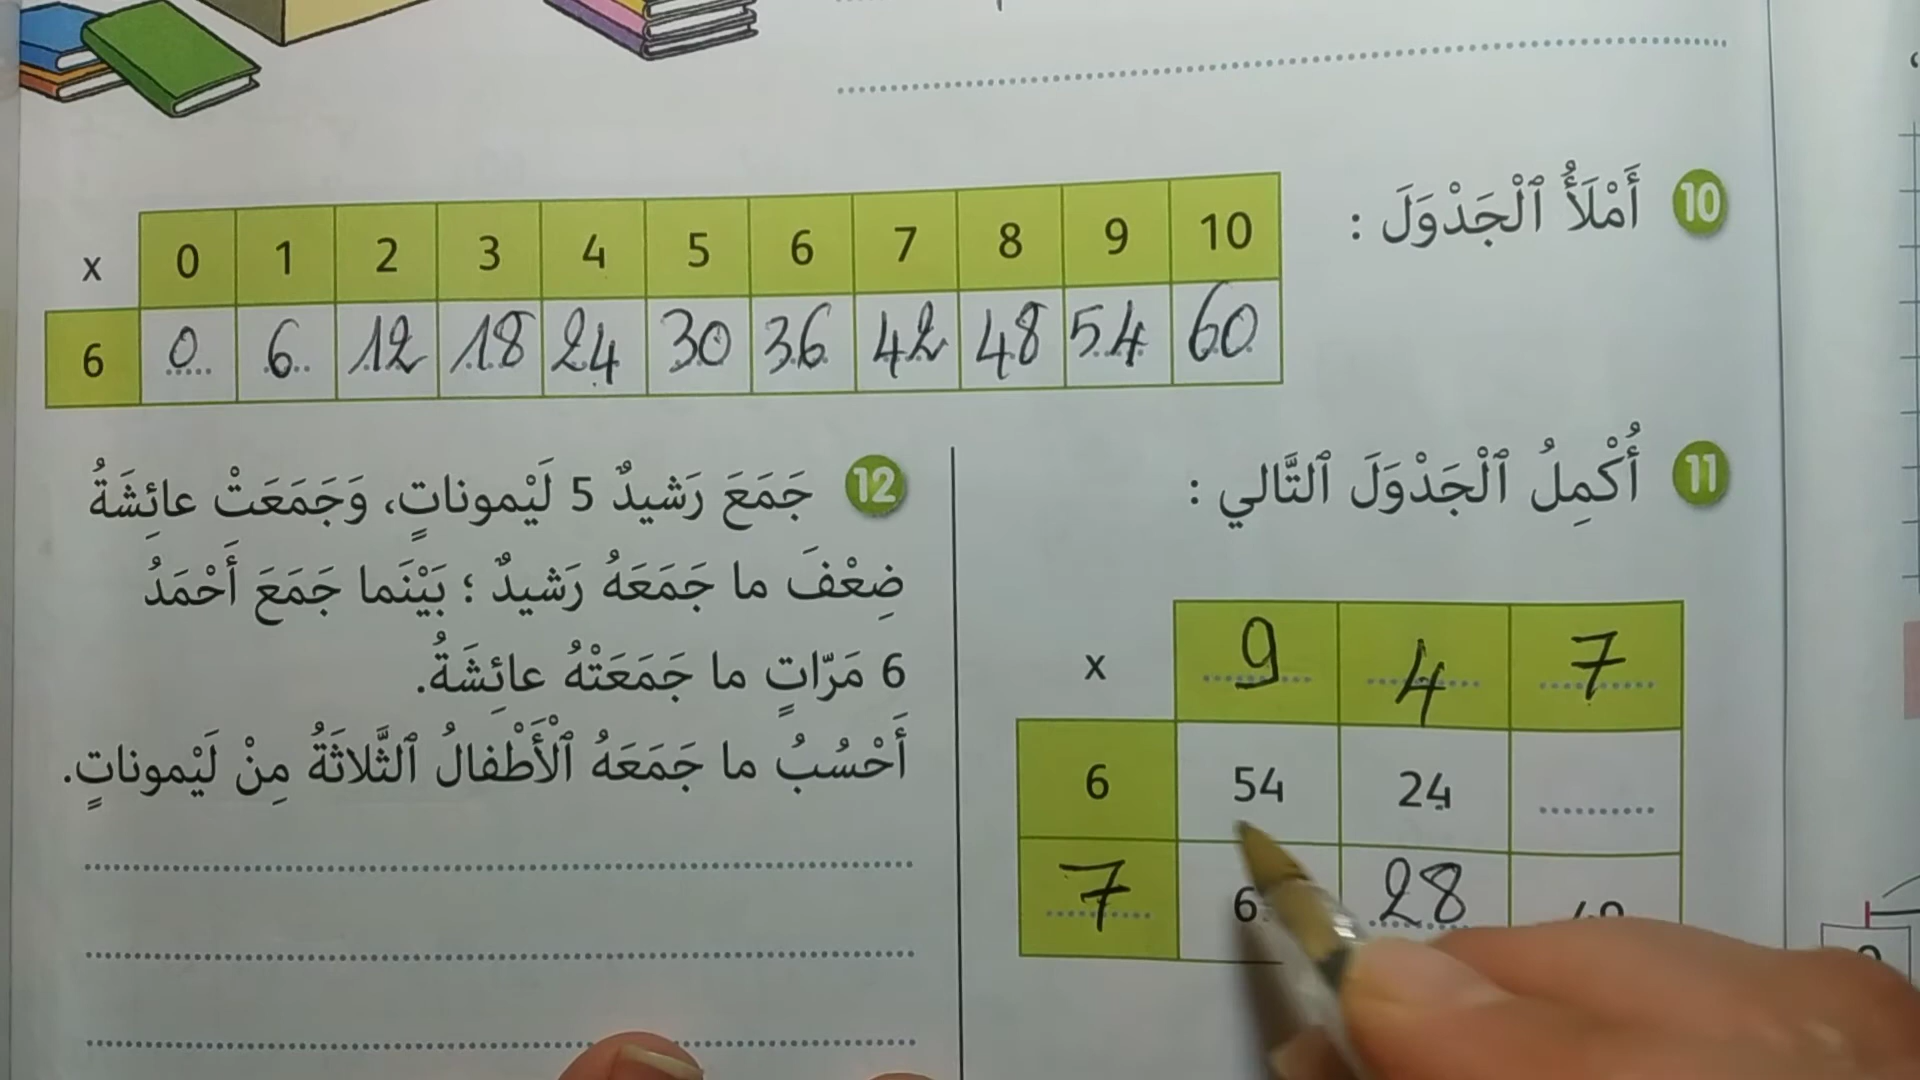 10 أَمْلَأُ ٱلْجَدْوَلَ :
x 0 1 2 3 4 5 6 7 8 9 10
6 0 6 12 18 24 30 36 42 48 54 60
11 أُكْمِلُ ٱلْجَدْوَلَ ٱلتَّالي :
x 9 4 7
6 54 24
7 28
12 جَمَعَ رَشيدٌ 5 لَيْموناتٍ، وَجَمَعَتْ عائِشَةُ
ضِعْفَ ما جَمَعَهُ رَشيدٌ ؛ بَيْنَما جَمَعَ أَحْمَدُ
6 مَرّاتٍ ما جَمَعَتْهُ عائِشَةُ.
أَحْسُبُ ما جَمَعَهُ ٱلْأَطْفالُ ٱلثَّلاثَةُ مِنْ لَيْموناتٍ.